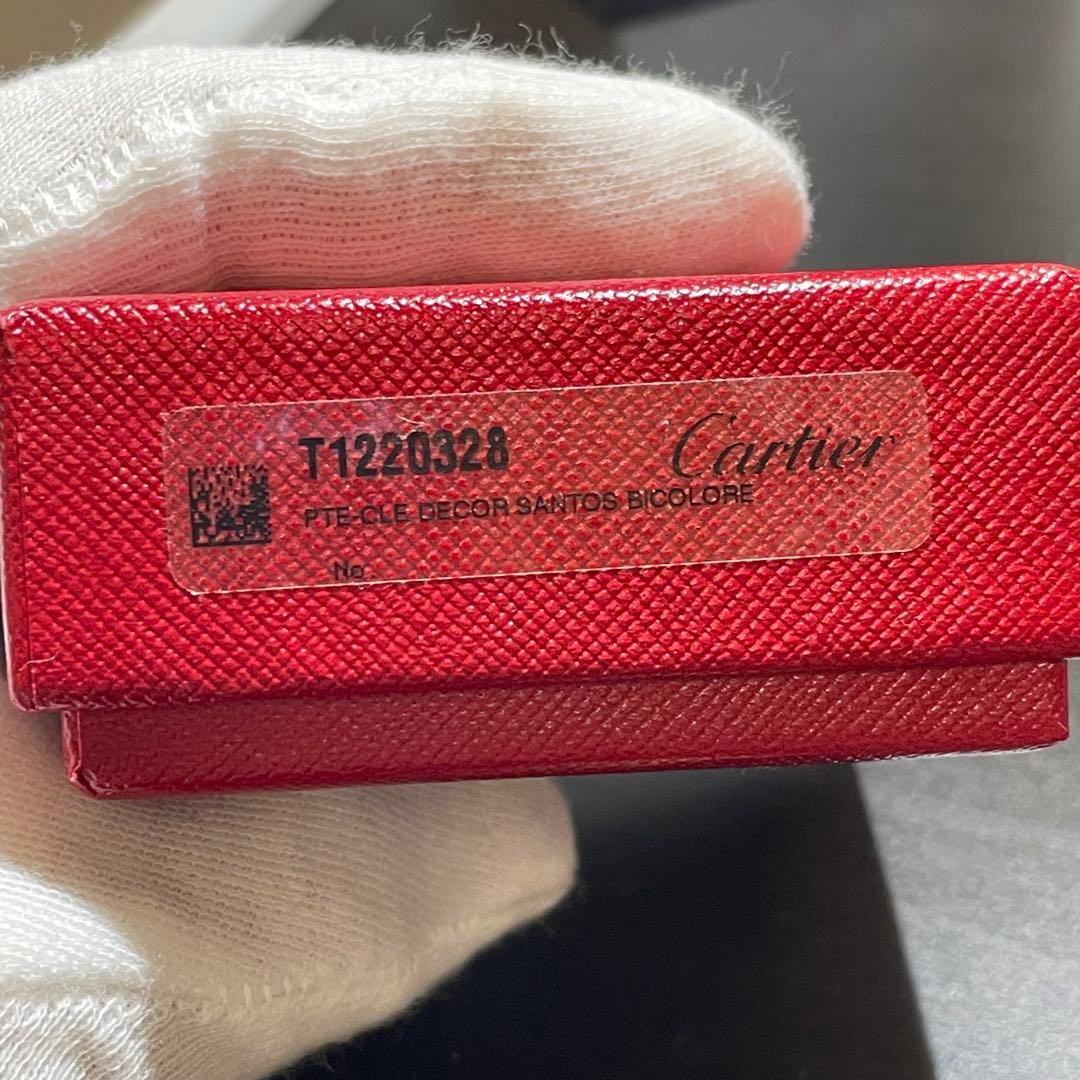 T1220328
Cartier
PTE-CLE DECOR SANTOS BICOLORE
No